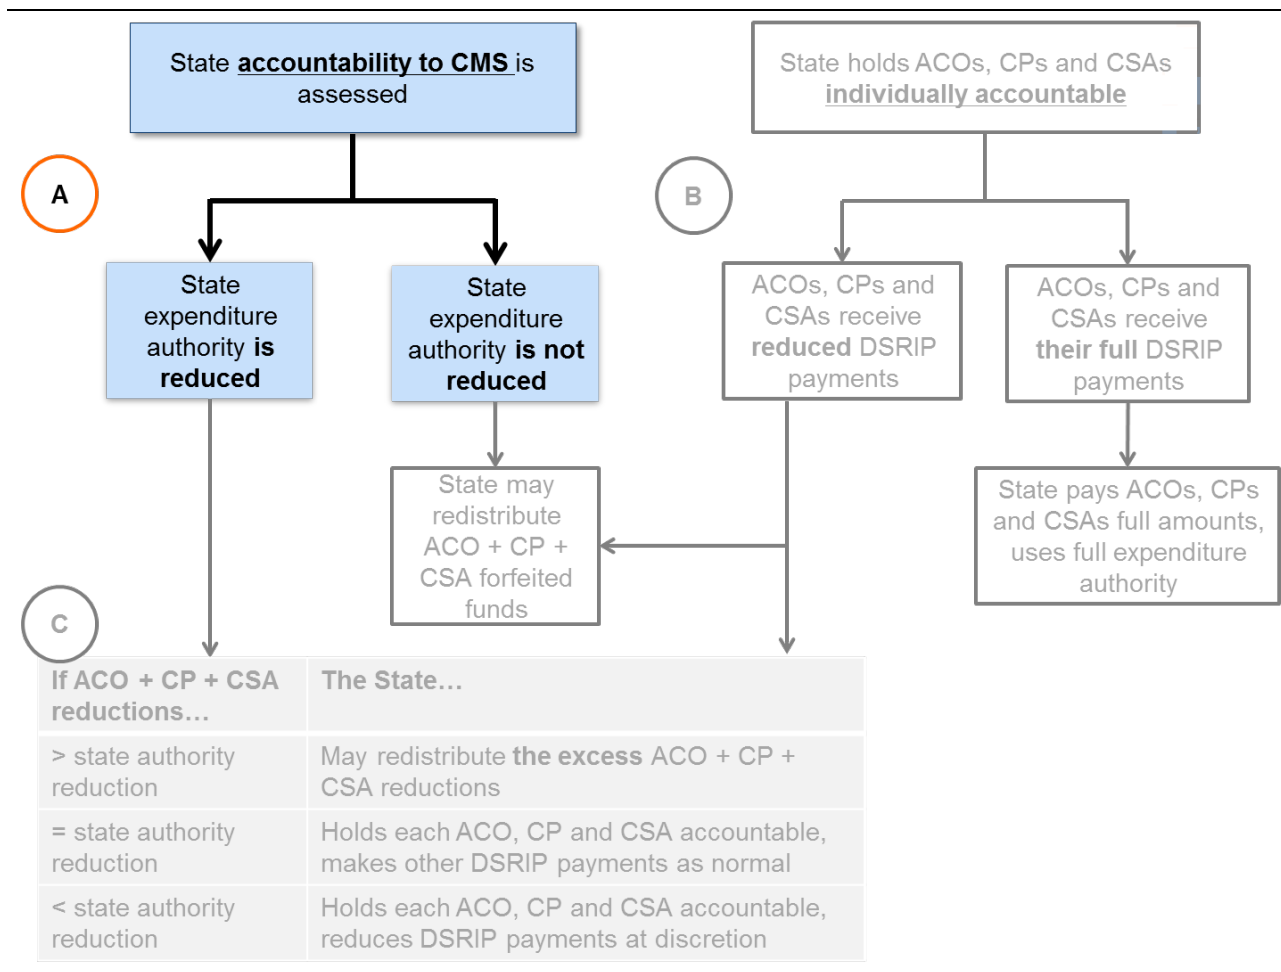 State accountability to CMS is
assessed
State holds ACOs, CPs and CSAs
individually accountable
A
B
State
expenditure
authority is
reduced
State
expenditure
authority is not
reduced
ACOs, CPs and
CSAs receive
reduced DSRIP
payments
ACOs, CPs and
CSAs receive
their full DSRIP
payments
State may
redistribute
ACO + CP +
CSA forfeited
funds
State pays ACOs, CPs
and CSAs full amounts,
uses full expenditure
authority
C
If ACO + CP + CSA
reductions…
The State…
> state authority
reduction
May redistribute the excess ACO + CP +
CSA reductions
= state authority
reduction
Holds each ACO, CP and CSA accountable,
makes other DSRIP payments as normal
< state authority
reduction
Holds each ACO, CP and CSA accountable,
reduces DSRIP payments at discretion